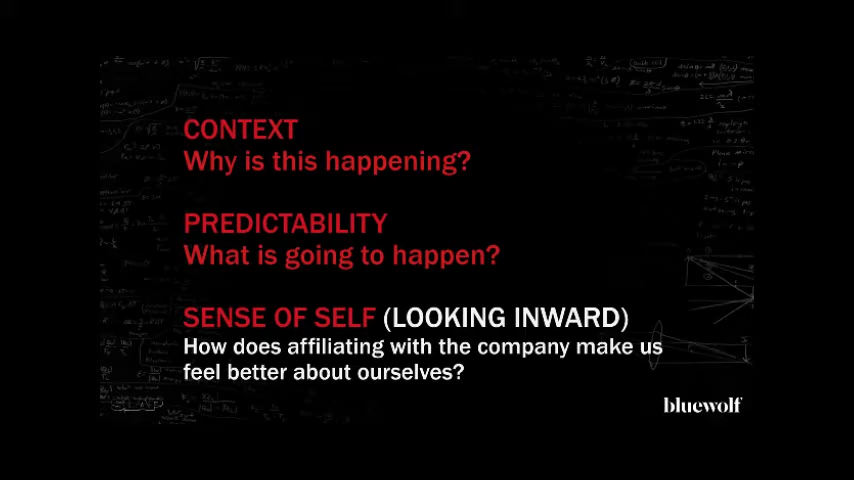 CONTEXT
Why is this happening?
PREDICTABILITY
What is going to happen?
SENSE OF SELF (LOOKING INWARD)
How does affiliating with the company make us
feel better about ourselves?
bluewolf